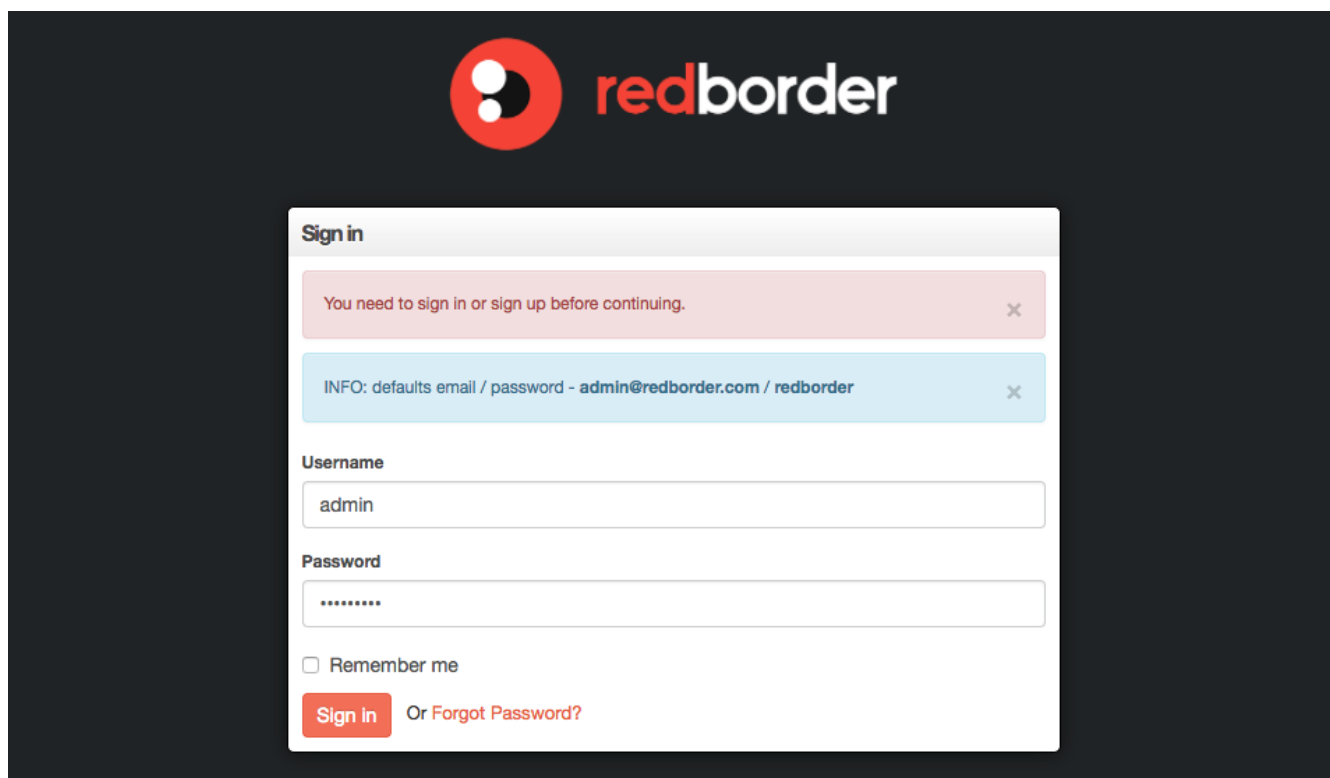 redborder
Sign in
You need to sign in or sign up before continuing.
×
INFO: defaults email / password - admin@redborder.com / redborder
×
Username
admin
Password
•••••••••
Remember me
Sign in Or Forgot Password?